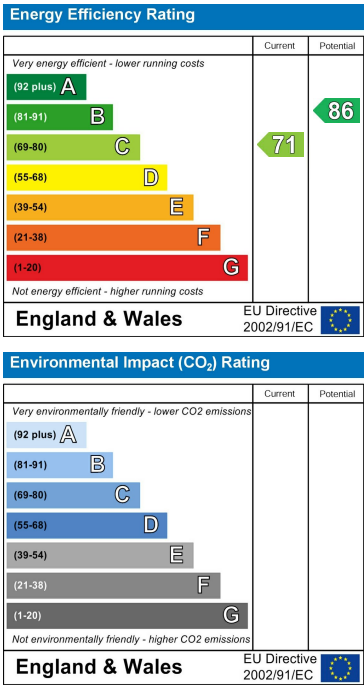 Energy Efficiency Rating
Current Potential
Very energy efficient - lower running costs
(92 plus) A
(81-91) B
(69-80) C
(55-68) D
(39-54) E
(21-38) F
(1-20) G
71
86
Not energy efficient - higher running costs
England & Wales
EU Directive
2002/91/EC
Environmental Impact (CO₂) Rating
Current Potential
Very environmentally friendly - lower CO2 emissions
(92 plus) A
(81-91) B
(69-80) C
(55-68) D
(39-54) E
(21-38) F
(1-20) G
Not environmentally friendly - higher CO2 emissions
England & Wales
EU Directive
2002/91/EC